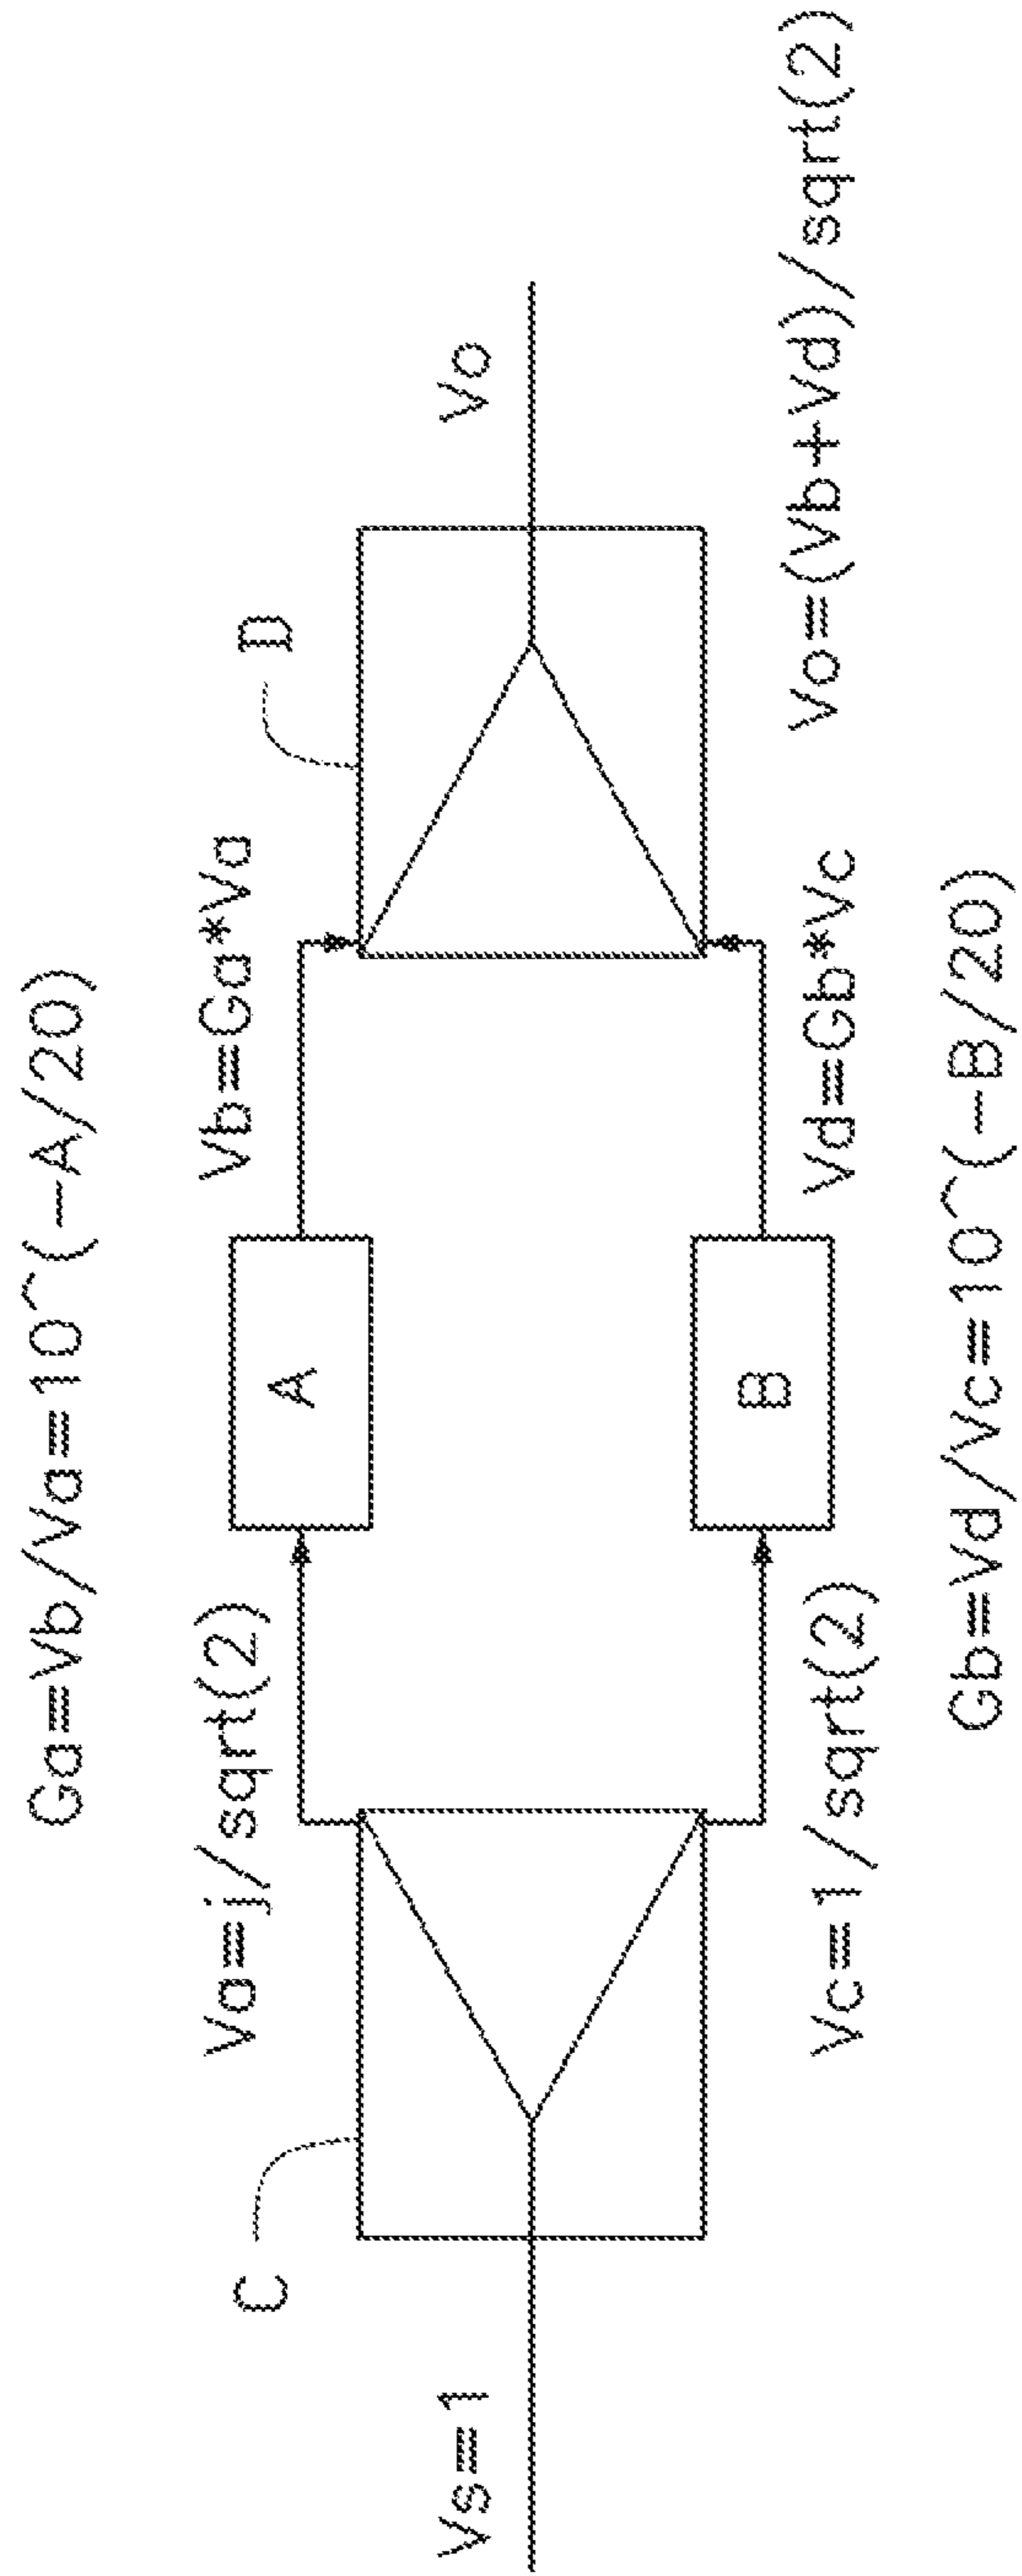 Ga=Vb/Va=10^(-A/20)
Va=j/sqrt(2)
Vb=Ga*Va
C
A
D
Vs=1
Vo
B
Vc=1/sqrt(2)
Vd=Gb*Vc
Vo=(Vb+Vd)/sqrt(2)
Gb=Vd/Vc=10^(-B/20)